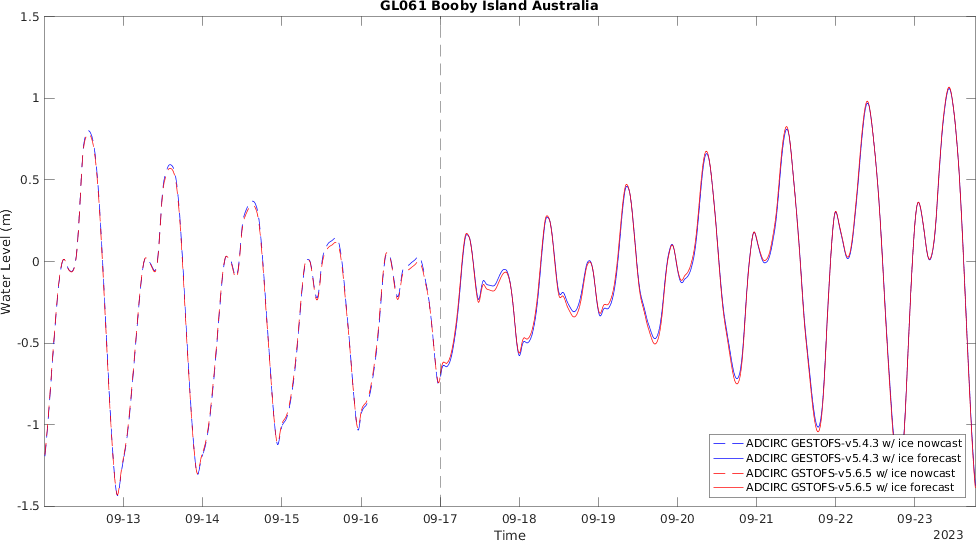 GL061 Booby Island Australia
1.5
1
0.5
0
-0.5
-1
-1.5
Water Level (m)
ADCIRC GESTOFS-v5.4.3 w/ ice nowcast
ADCIRC GESTOFS-v5.4.3 w/ ice forecast
ADCIRC GSTOFS-v5.6.5 w/ ice nowcast
ADCIRC GSTOFS-v5.6.5 w/ ice forecast
09-13 09-14 09-15 09-16 09-17 09-18 09-19 09-20 09-21 09-22 09-23
Time
2023